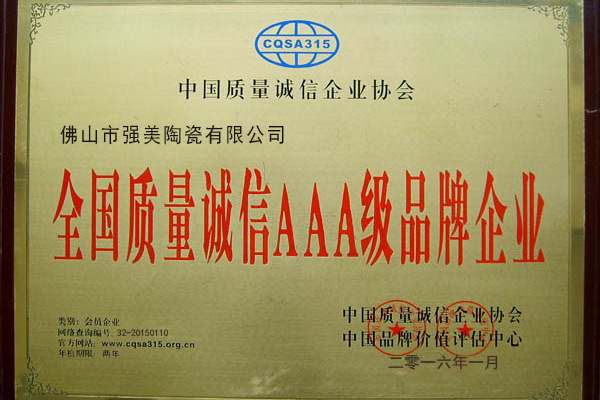 CQSA315
中国质量诚信企业协会
佛山市强美陶瓷有限公司
全国质量诚信AAA级品牌企业
类别: 会员企业
网络查询编号: 32-20150110
官方网站: www.cqsa315.org.cn
年检期限: 两年
中国质量诚信企业协会
中国品牌价值评估中心
二零一六年一月